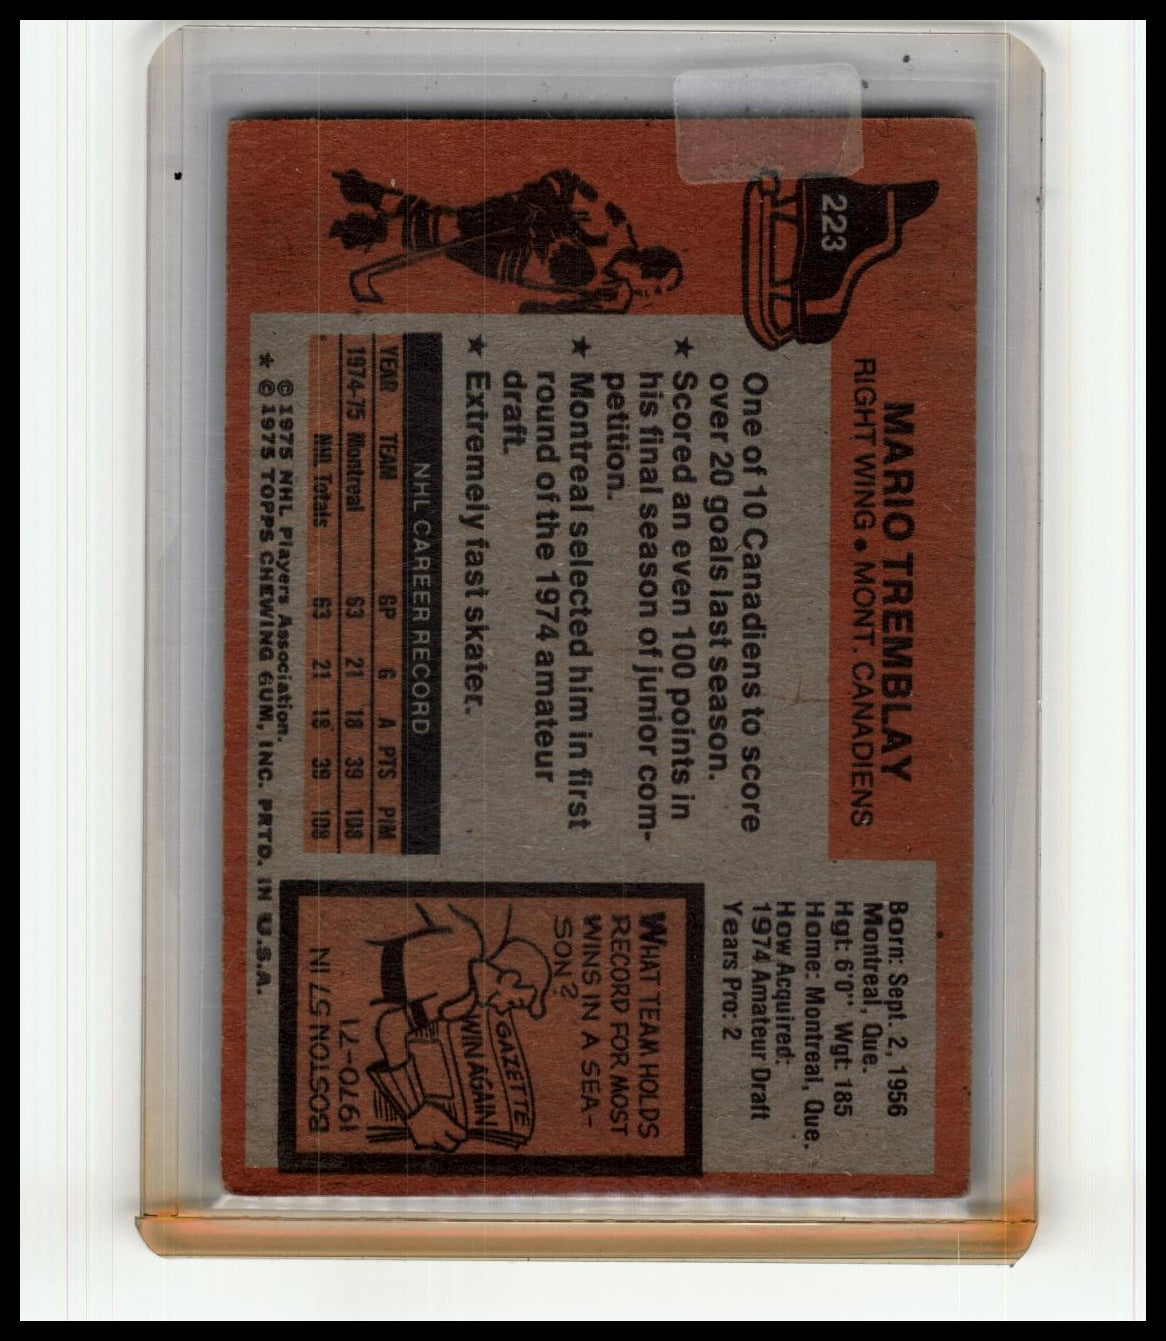 223
MARIO TREMBLAY
RIGHT WING • MONT. CANADIENS
One of 10 Canadiens to score
over 20 goals last season.
★ Scored an even 100 points in
his final season of junior com-
petition.
★ Montreal selected him in first
round of the 1974 amateur
draft.
★ Extremely fast skater.
Born: Sept. 2, 1956
Montreal, Que.
Hgt: 6'0" Wgt: 185
Home: Montreal, Que.
How Acquired:
1974 Amateur Draft
Years Pro: 2
NHL CAREER RECORD
YEAR TEAM GP G A PTS PIM
1974-75 Montreal 63 21 18 39 108
NHL Totals 63 21 18 39 108
WHAT TEAM HOLDS
RECORD FOR MOST
WINS IN A SEA-
SON?
GAZETTE
WIN AGAIN
BOSTON 57 IN
1970-71
© 1975 NHL Players Association.
★ © 1975 TOPPS CHEWING GUM, INC. PRTD. IN U.S.A.